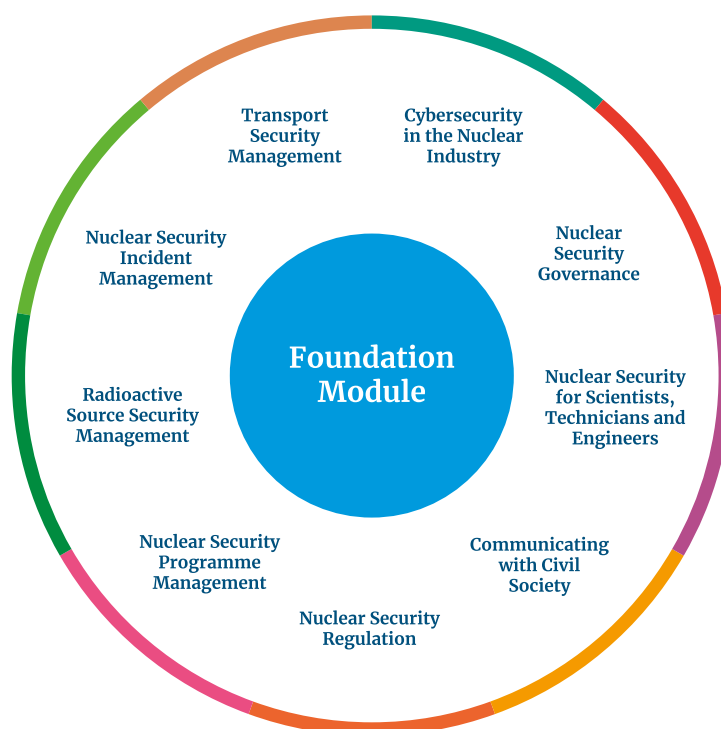 Transport
Security
Management
Cybersecurity
in the Nuclear
Industry
Nuclear
Security
Governance
Nuclear Security
for Scientists,
Technicians and
Engineers
Communicating
with Civil
Society
Nuclear Security
Regulation
Nuclear Security
Programme
Management
Radioactive
Source Security
Management
Nuclear Security
Incident
Management
Foundation
Module